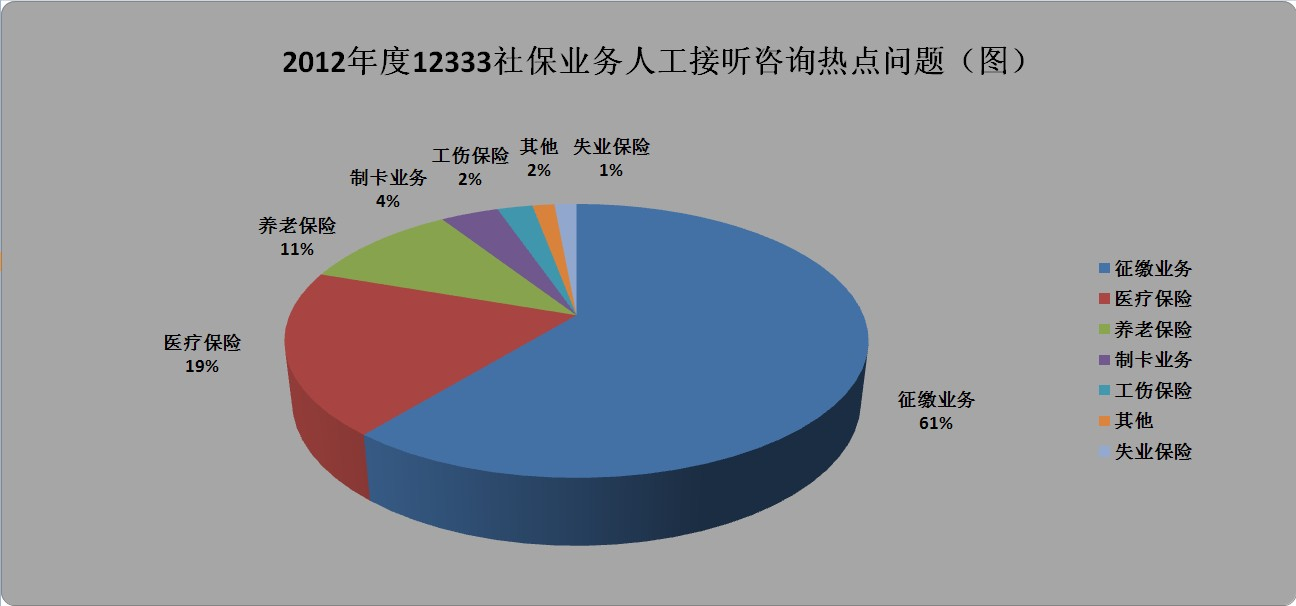 2012年度12333社保业务人工接听咨询热点问题（图）
其他
2%
失业保险
1%
工伤保险
2%
制卡业务
4%
养老保险
11%
医疗保险
19%
征缴业务
61%
征缴业务
医疗保险
养老保险
制卡业务
工伤保险
其他
失业保险